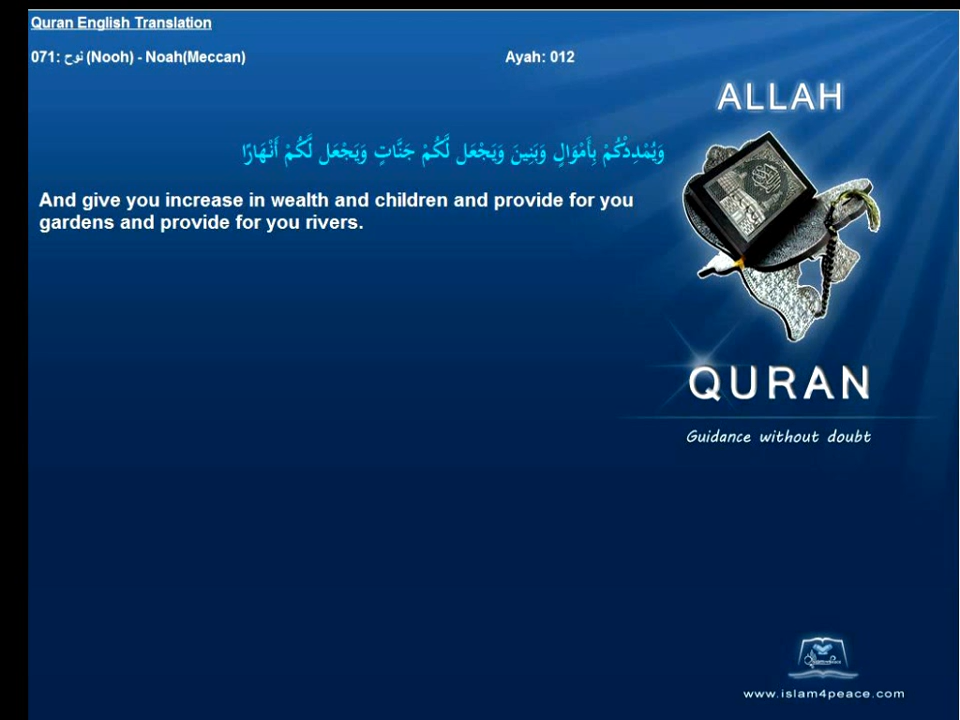 Quran English Translation
071: نوح (Nooh) - Noah(Meccan) Ayah: 012
ALLAH
وَيُمْدِدْكُمْ بِأَمْوَالٍ وَبَنِينَ وَيَجْعَل لَّكُمْ جَنَّاتٍ وَيَجْعَل لَّكُمْ أَنْهَارًا
And give you increase in wealth and children and provide for you
gardens and provide for you rivers.
QURAN
Guidance without doubt
www.islam4peace.com